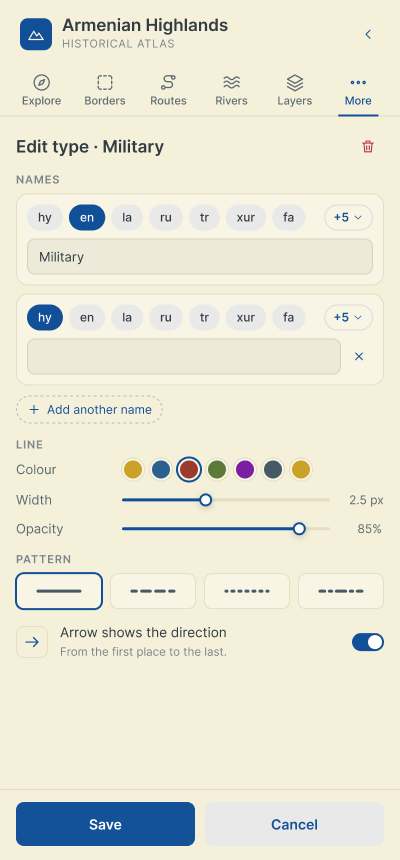 Armenian Highlands
HISTORICAL ATLAS
Explore Borders Routes Rivers Layers More
Edit type · Military
NAMES
hy en la ru tr xur fa +5
Military
hy en la ru tr xur fa +5
+ Add another name
LINE
Colour
Width 2.5 px
Opacity 85%
PATTERN
Arrow shows the direction
From the first place to the last.
Save Cancel